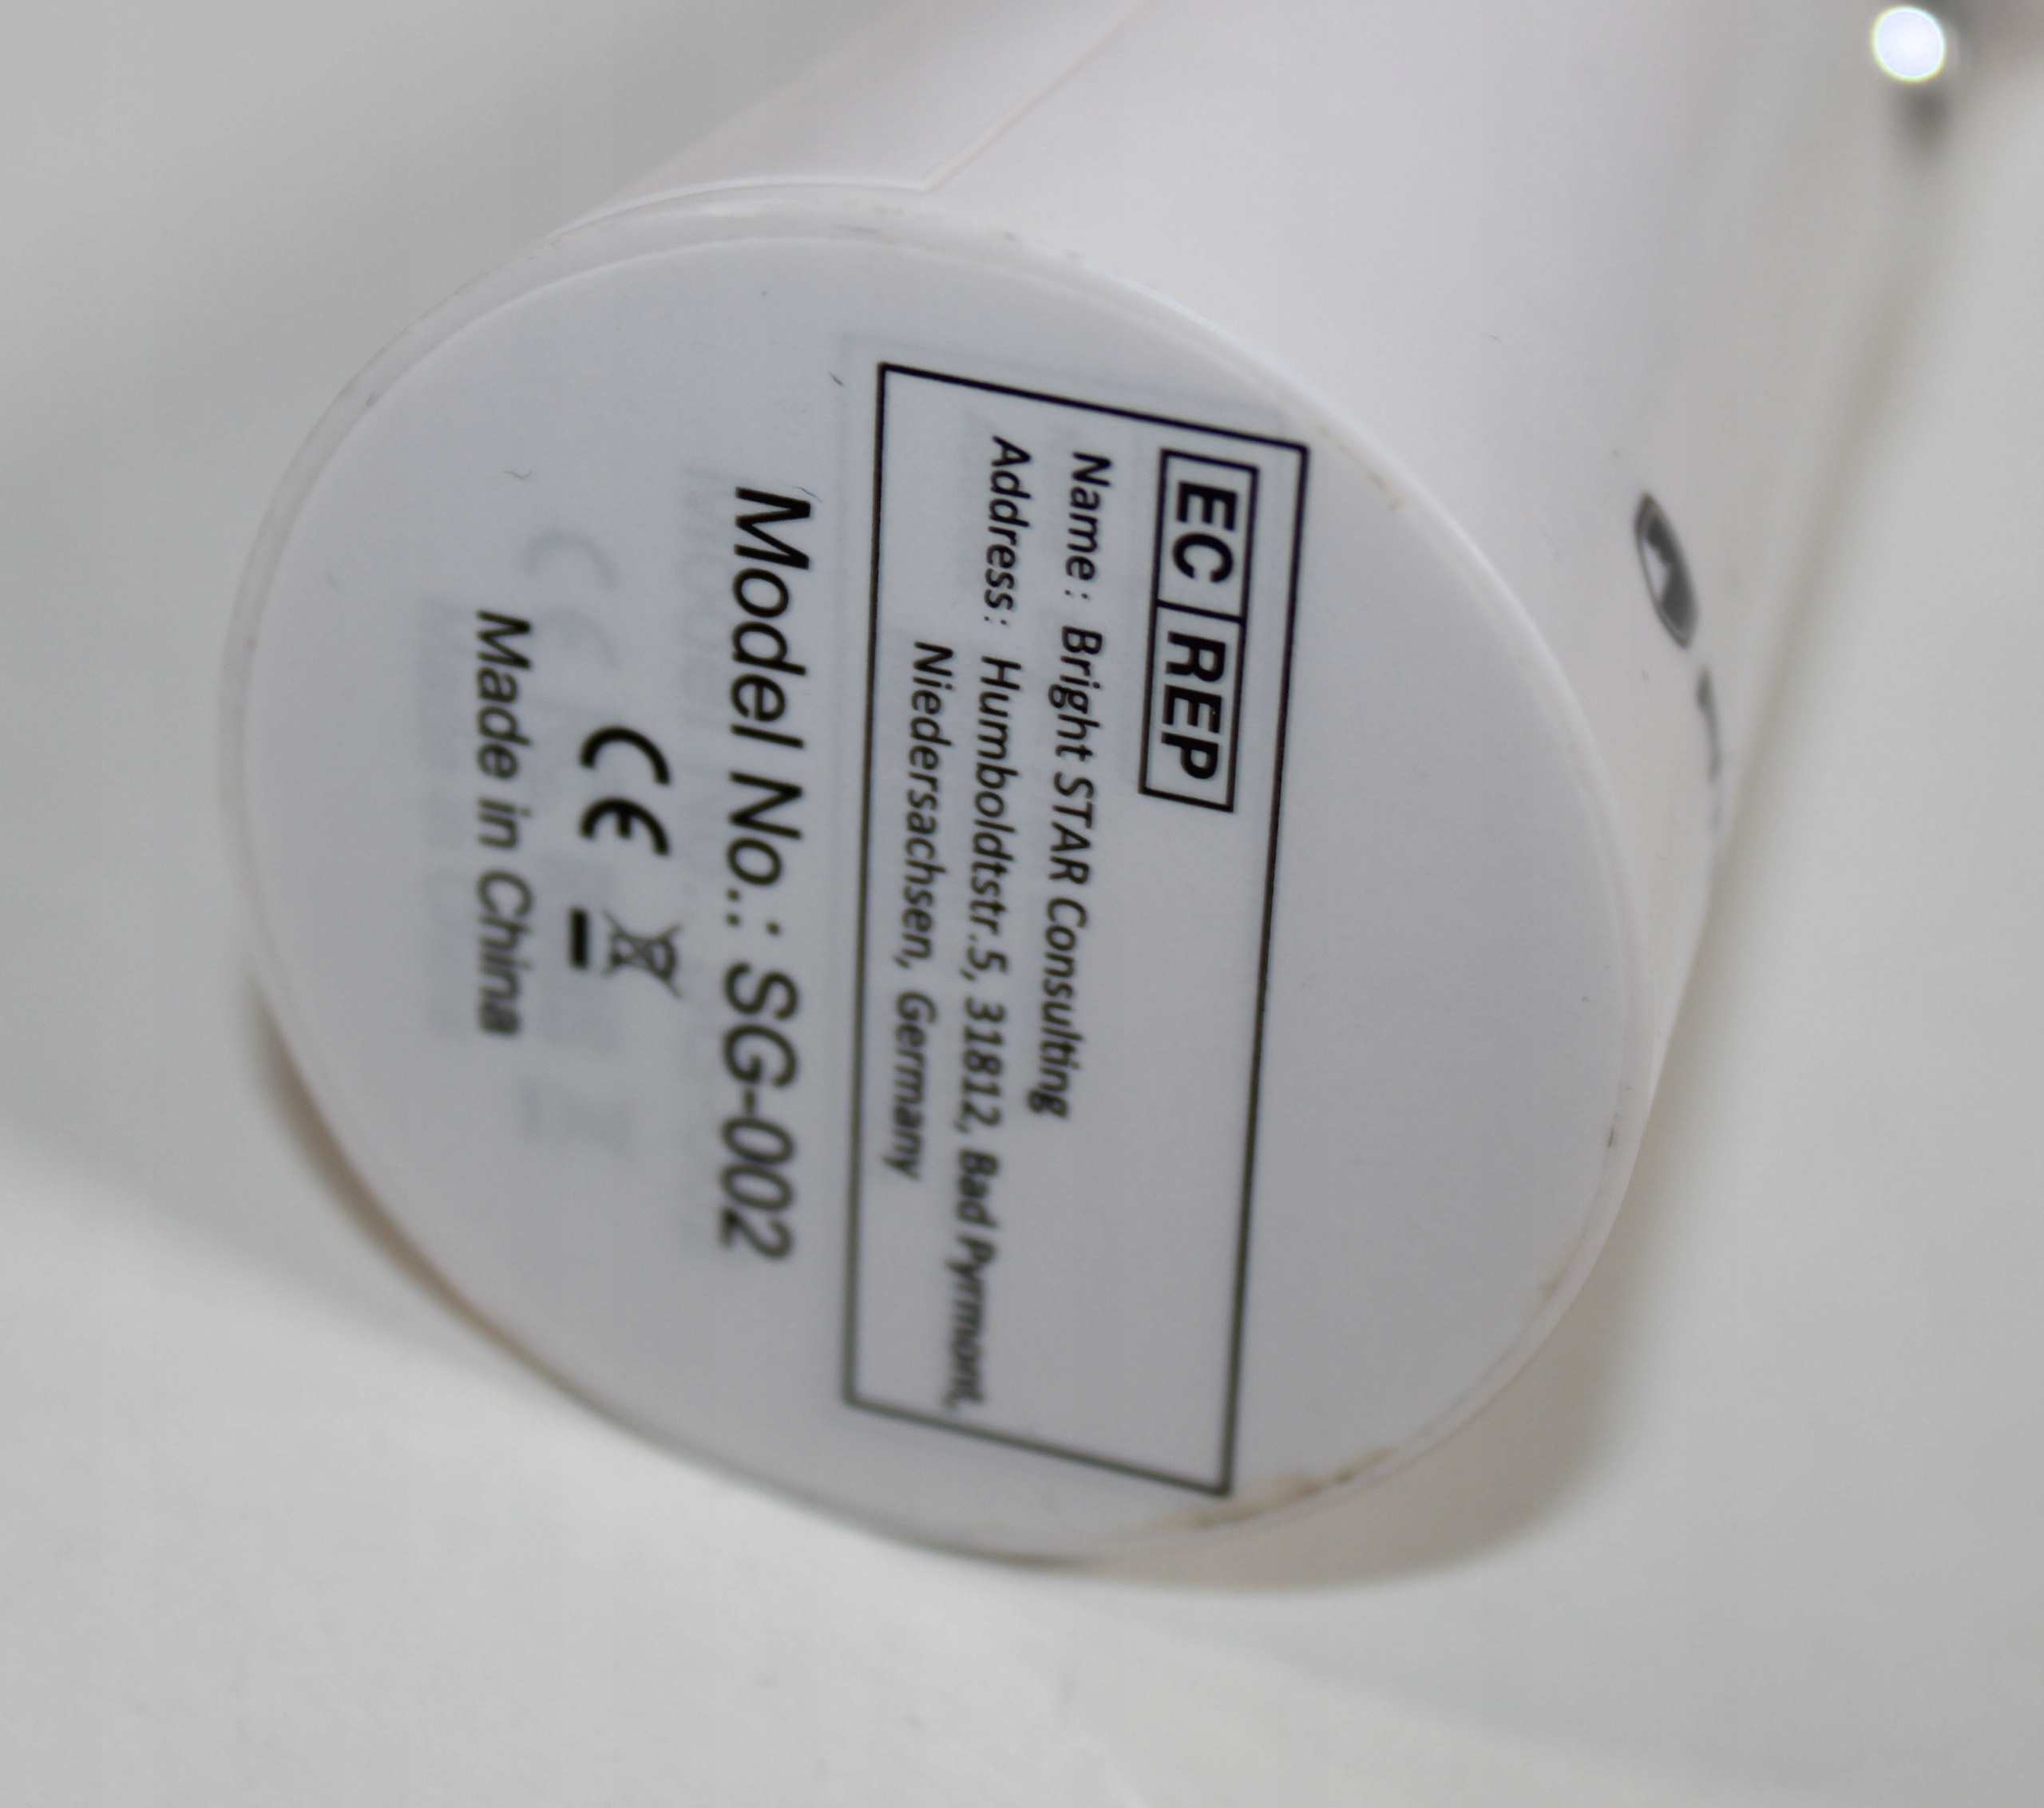 EC REP
Name : Bright STAR Consulting
Address : Humboldtstr.5, 31812, Bad Pyrmont,
Niedersachsen, Germany
Model No.: SG-002
CE
Made in China